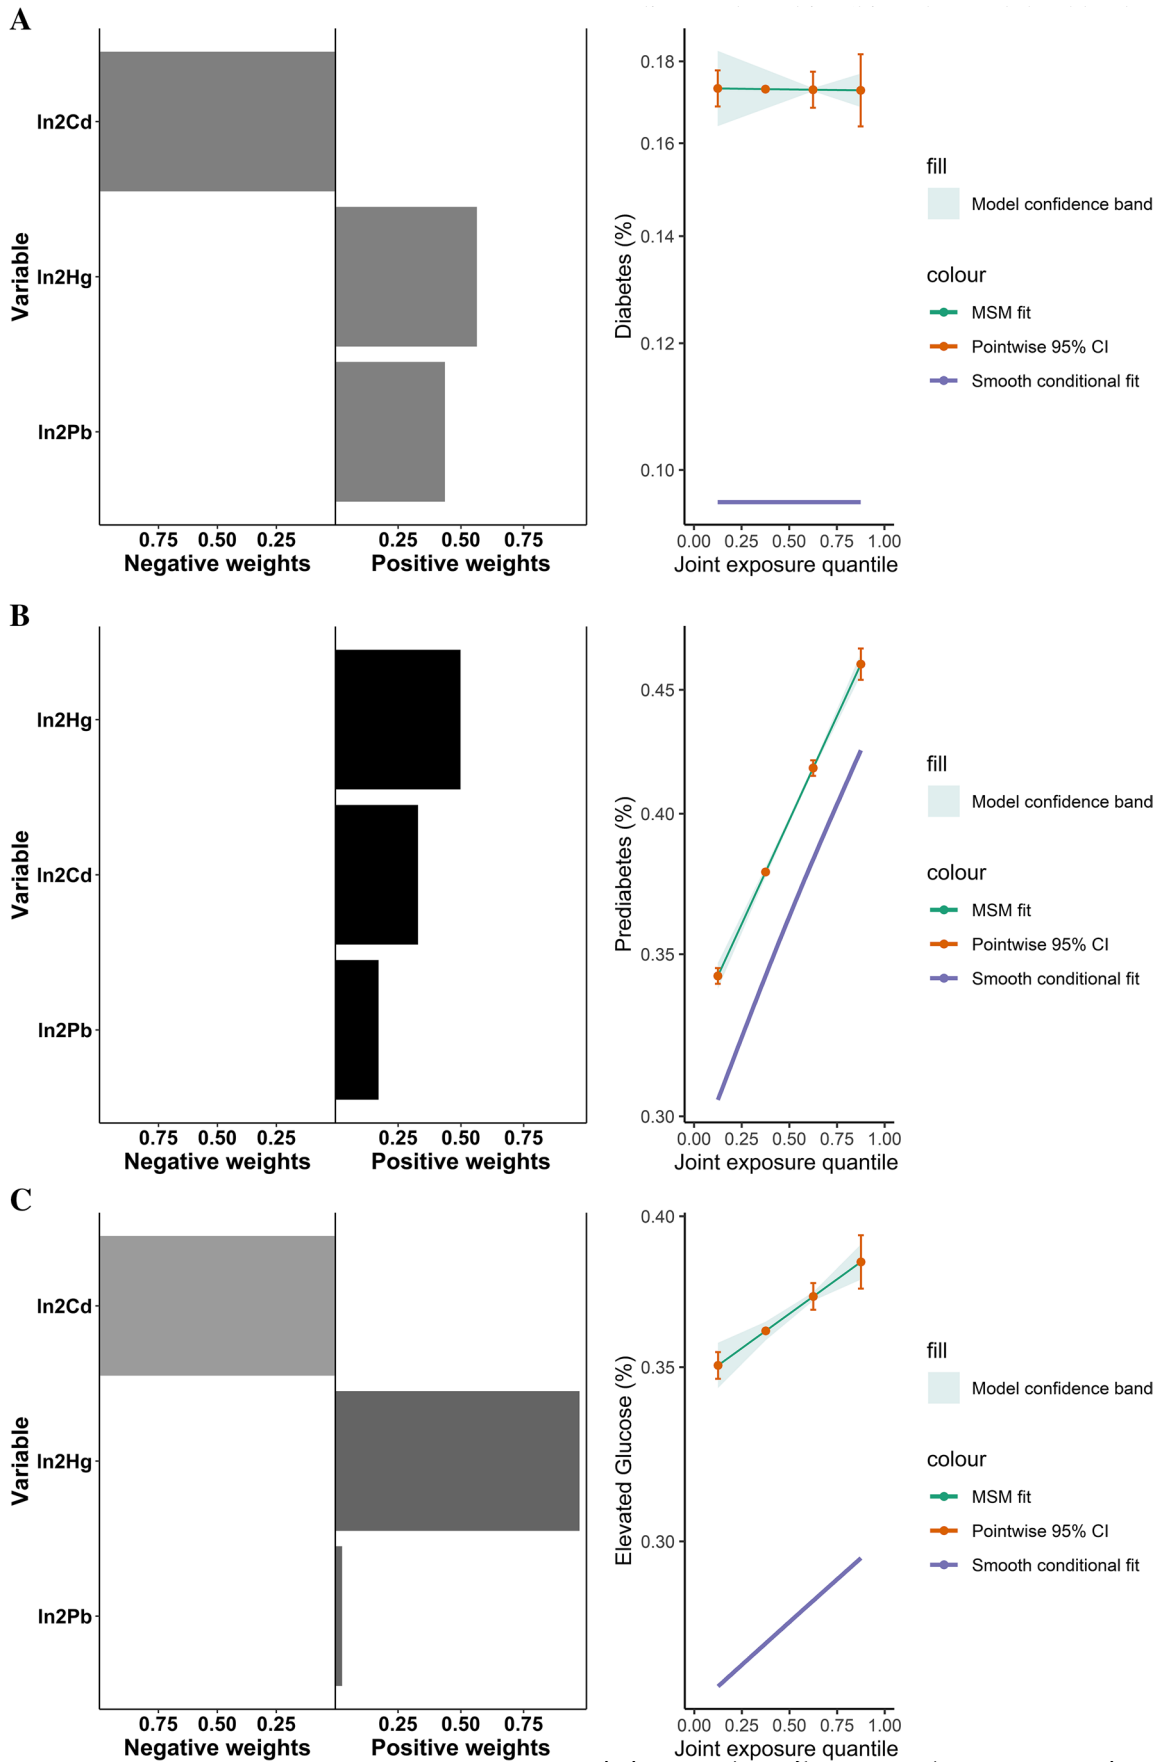 A
Variable
ln2Cd
ln2Hg
ln2Pb
0.75 0.50 0.25 0.25 0.50 0.75
Negative weights Positive weights
Diabetes (%)
0.18
0.16
0.14
0.12
0.10
0.00 0.25 0.50 0.75 1.00
Joint exposure quantile
fill
Model confidence band
colour
MSM fit
Pointwise 95% CI
Smooth conditional fit
B
Variable
ln2Hg
ln2Cd
ln2Pb
0.75 0.50 0.25 0.25 0.50 0.75
Negative weights Positive weights
Prediabetes (%)
0.45
0.40
0.35
0.30
0.00 0.25 0.50 0.75 1.00
Joint exposure quantile
fill
Model confidence band
colour
MSM fit
Pointwise 95% CI
Smooth conditional fit
C
Variable
ln2Cd
ln2Hg
ln2Pb
0.75 0.50 0.25 0.25 0.50 0.75
Negative weights Positive weights
Elevated Glucose (%)
0.40
0.35
0.30
0.00 0.25 0.50 0.75 1.00
Joint exposure quantile
fill
Model confidence band
colour
MSM fit
Pointwise 95% CI
Smooth conditional fit